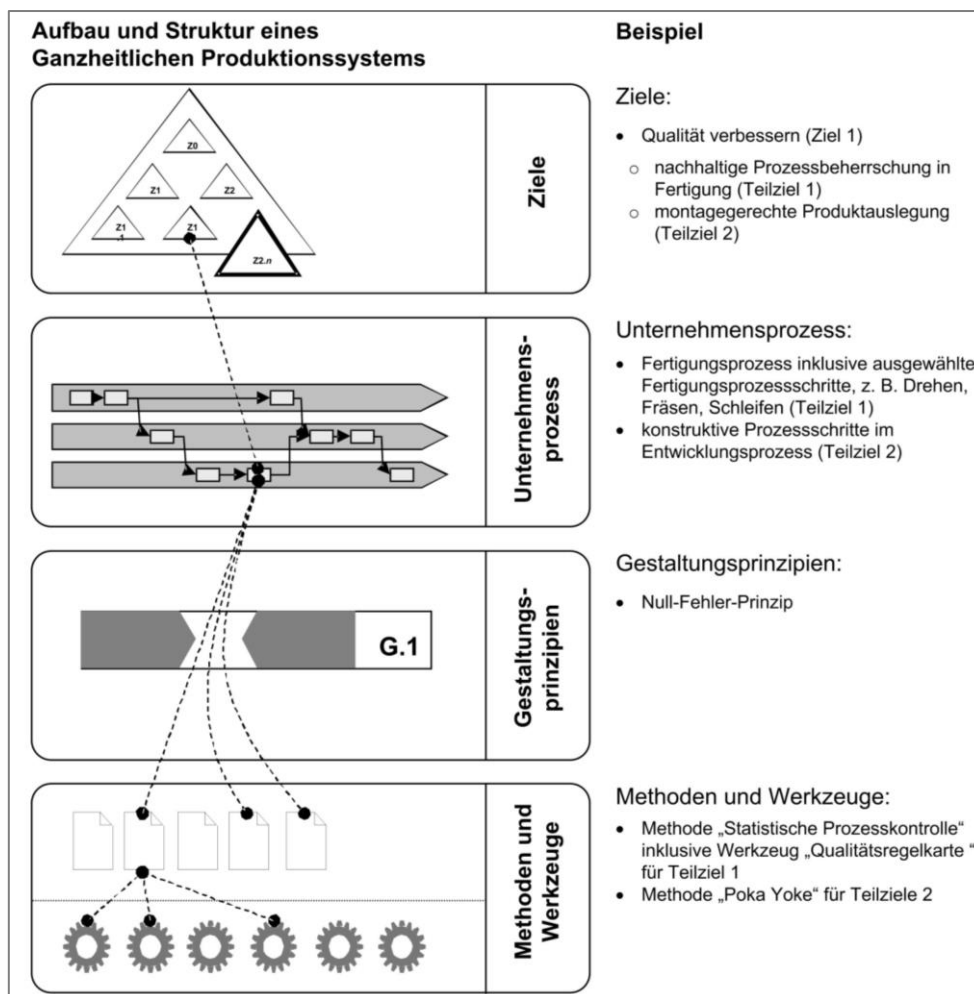 Aufbau und Struktur eines
Ganzheitlichen Produktionssystems
Z0
Z1
Z2
Z1
.1
Z1
Z2.n
Ziele
Beispiel
Ziele:
• Qualität verbessern (Ziel 1)
o nachhaltige Prozessbeherrschung in
Fertigung (Teilziel 1)
o montagegerechte Produktauslegung
(Teilziel 2)
Unternehmens-
prozess
Unternehmensprozess:
• Fertigungsprozess inklusive ausgewählte
Fertigungsprozessschritte, z. B. Drehen,
Fräsen, Schleifen (Teilziel 1)
• konstruktive Prozessschritte im
Entwicklungsprozess (Teilziel 2)
G.1
Gestaltungs-
prinzipien
Gestaltungsprinzipien:
• Null-Fehler-Prinzip
Methoden und
Werkzeuge
Methoden und Werkzeuge:
• Methode „Statistische Prozesskontrolle“
inklusive Werkzeug „Qualitätsregelkarte “
für Teilziel 1
• Methode „Poka Yoke“ für Teilziele 2